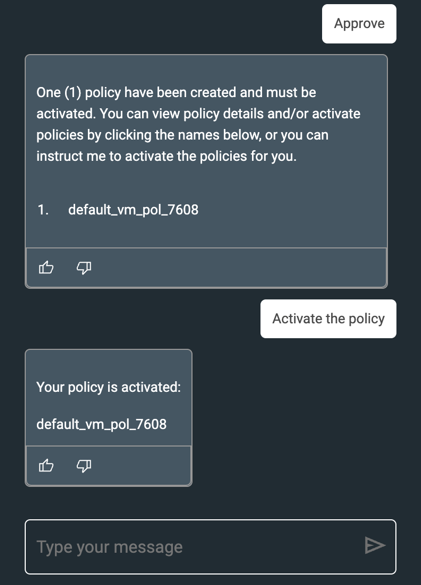 Approve
One (1) policy have been created and must be
activated. You can view policy details and/or activate
policies by clicking the names below, or you can
instruct me to activate the policies for you.
1. default_vm_pol_7608
Activate the policy
Your policy is activated:
default_vm_pol_7608
Type your message